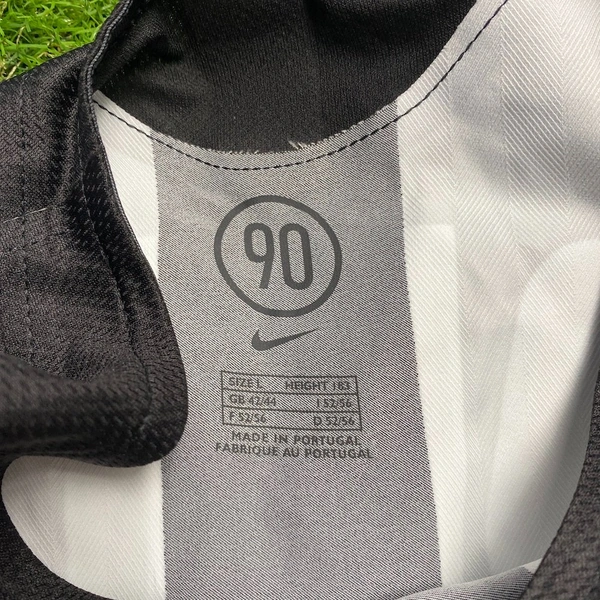 90
SIZE L HEIGHT 183
GB 42/44 I 52/56
F 52/56 D 52/56
MADE IN PORTUGAL
FABRIQUE AU PORTUGAL